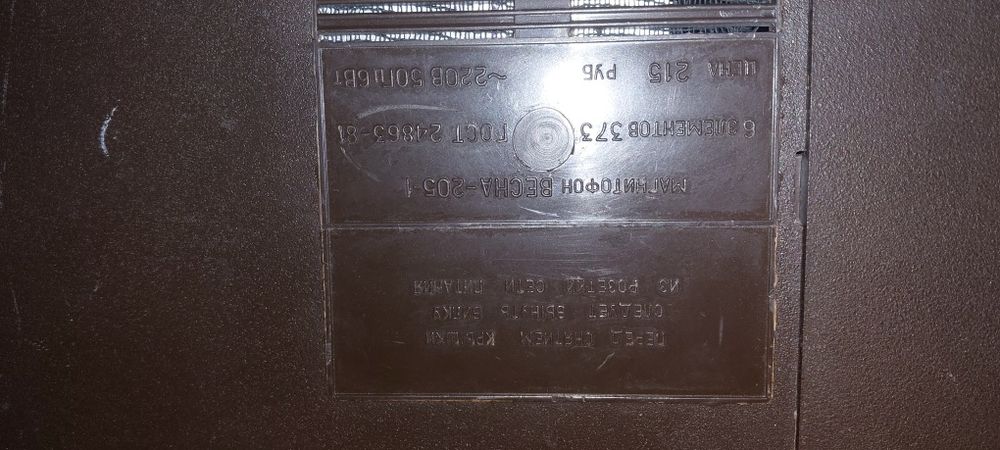 ПЕРЕД СНЯТИЕМ КРЫШКИ
СЛЕДУЕТ ВЫНУТЬ ВИЛКУ
ИЗ РОЗЕТКИ СЕТИ ПИТАНИЯ
МАГНИТОФОН ВЕСНА-205-1
6 ЭЛЕМЕНТОВ 373 ГОСТ 24863-81
ЦЕНА 215 РУБ ~220В 50Гц 6Вт